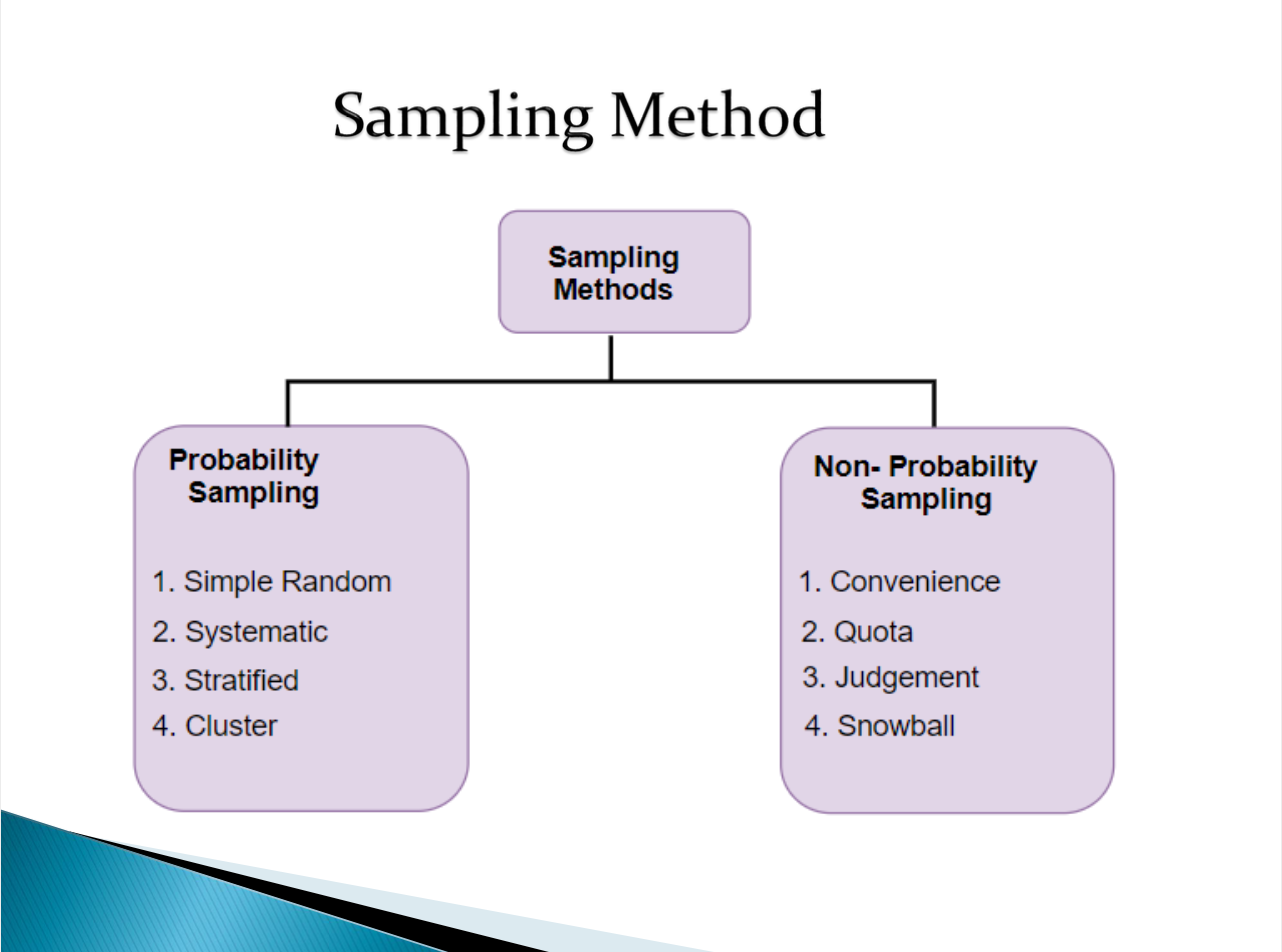 Sampling Method
Sampling
Methods
Probability
Sampling
1. Simple Random
2. Systematic
3. Stratified
4. Cluster
Non- Probability
Sampling
1. Convenience
2. Quota
3. Judgement
4. Snowball